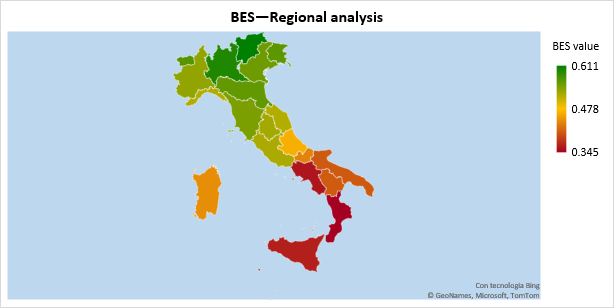 BES—Regional analysis
BES value
0.611
0.478
0.345
Con tecnologia Bing
© GeoNames, Microsoft, TomTom